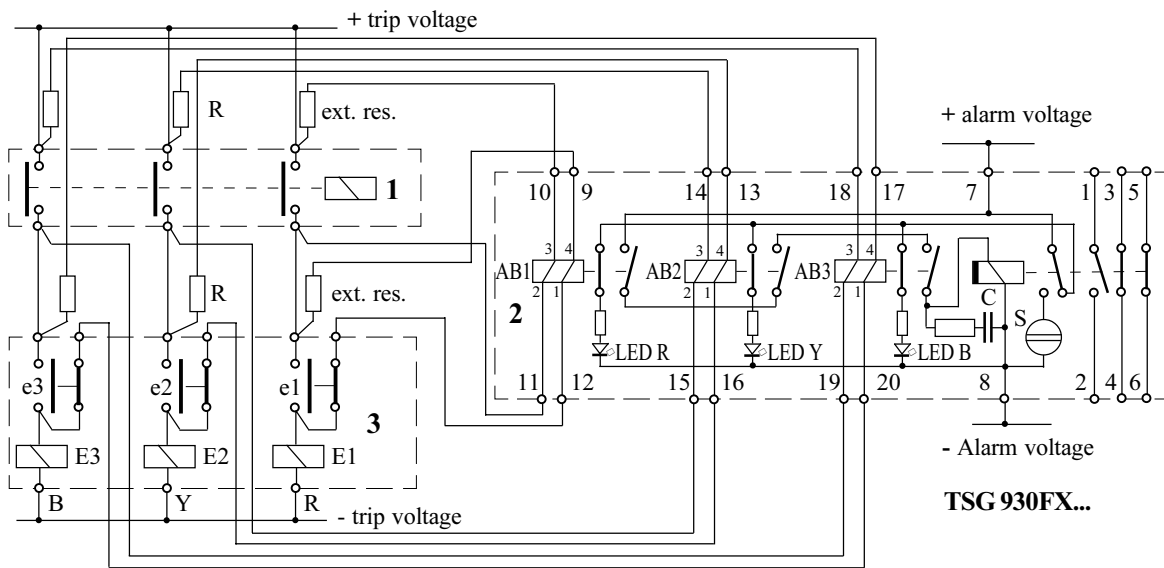 + trip voltage
R
ext. res.
+ alarm voltage
1
10 9 14 13 18 17 7 1 3 5
3 4 3 4 3 4
AB1 AB2 AB3
2 1 2 1 2 1
R
ext. res.
2
C
S
LED R LED Y LED B
e3 e2 e1
11 12 15 16 19 20 8 2 4 6
3
E3 E2 E1
- Alarm voltage
B Y R
- trip voltage
TSG 930FX...